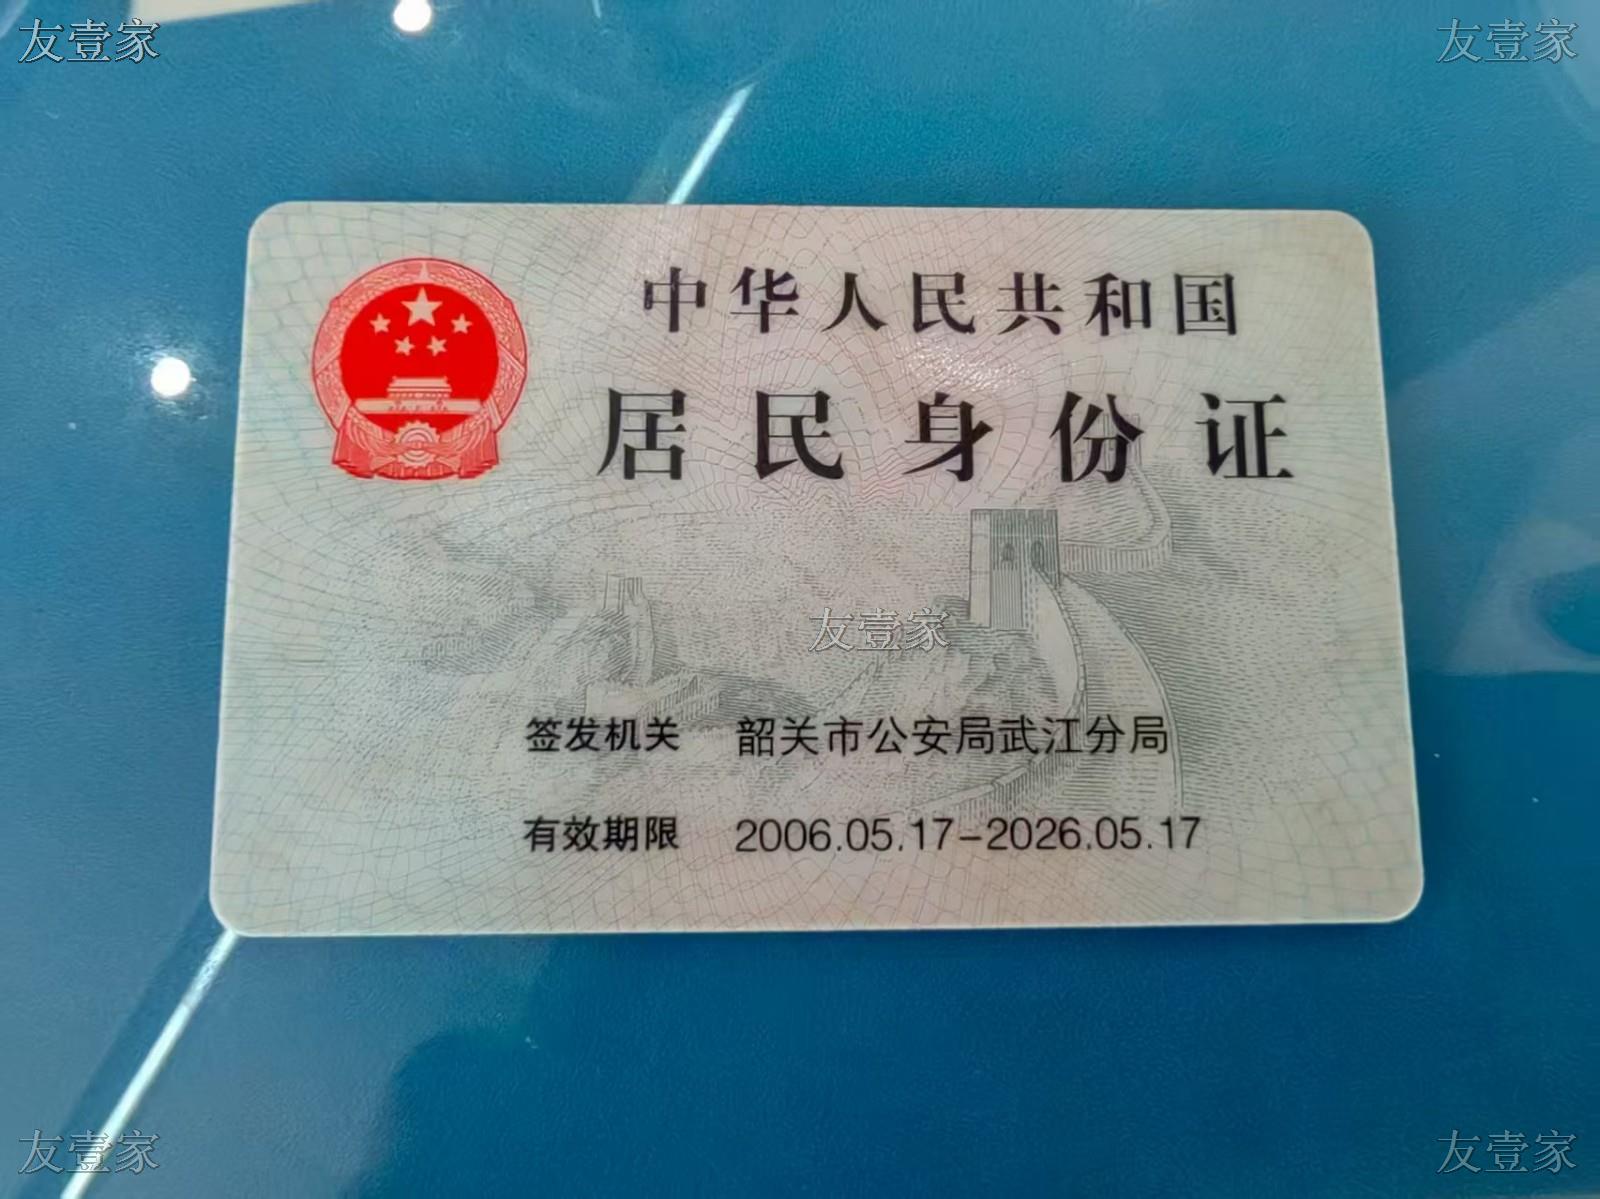 友壹家 友壹家
中华人民共和国
居民身份证
友壹家
签发机关 韶关市公安局武江分局
有效期限 2006.05.17-2026.05.17
友壹家 友壹家